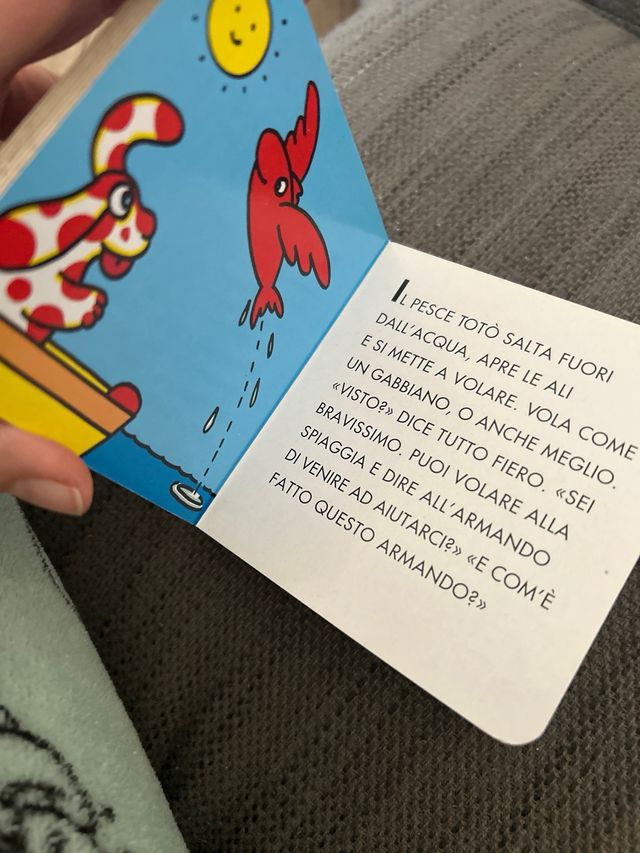 IL PESCE TOTÒ SALTA FUORI
DALL'ACQUA, APRE LE ALI
E SI METTE A VOLARE. VOLA COME
UN GABBIANO, O ANCHE MEGLIO.
«VISTO?» DICE TUTTO FIERO. «SEI
BRAVISSIMO. PUOI VOLARE ALLA
SPIAGGIA E DIRE ALL'ARMANDO
DI VENIRE AD AIUTARCI?» «E COM'È
FATTO QUESTO ARMANDO?»